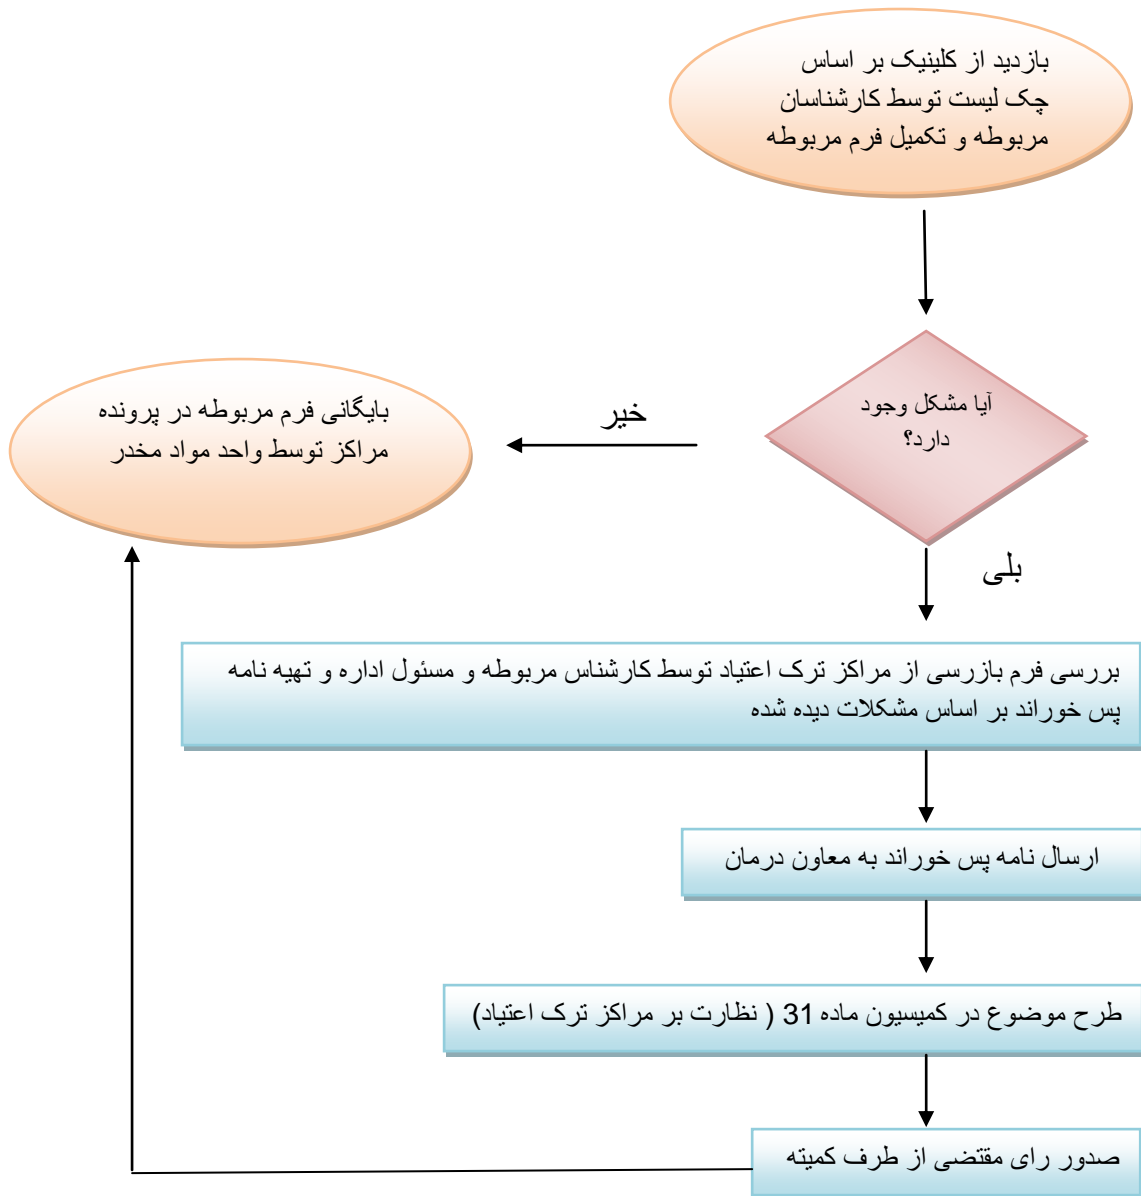 بازدید از کلینیک بر اساس
چک لیست توسط کارشناسان
مربوطه و تکمیل فرم مربوطه
آیا مشکل وجود
دارد؟
خیر
بایگانی فرم مربوطه در پرونده
مراکز توسط واحد مواد مخدر
بلی
بررسی فرم بازرسی از مراکز ترک اعتیاد توسط کارشناس مربوطه و مسئول اداره و تهیه نامه
پس خوراند بر اساس مشکلات دیده شده
ارسال نامه پس خوراند به معاون درمان
طرح موضوع در کمیسیون ماده 31 ( نظارت بر مراکز ترک اعتیاد)
صدور رای مقتضی از طرف کمیته